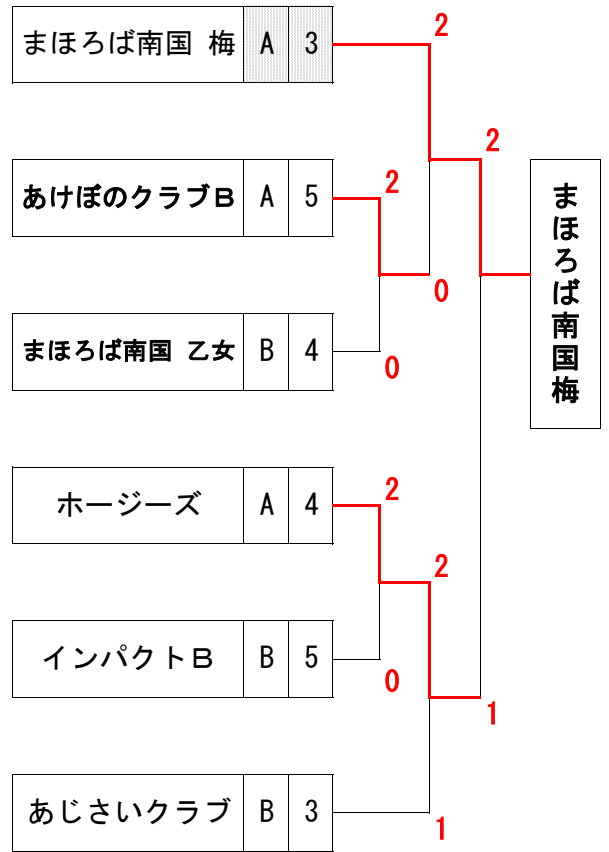 まほろば南国 梅 A 3
2
2
あけぼのクラブB A 5
2
0
まほろば南国 乙女 B 4
0
まほろば南国梅
ホージーズ A 4
2
2
インパクトB B 5
0
1
あじさいクラブ B 3
1